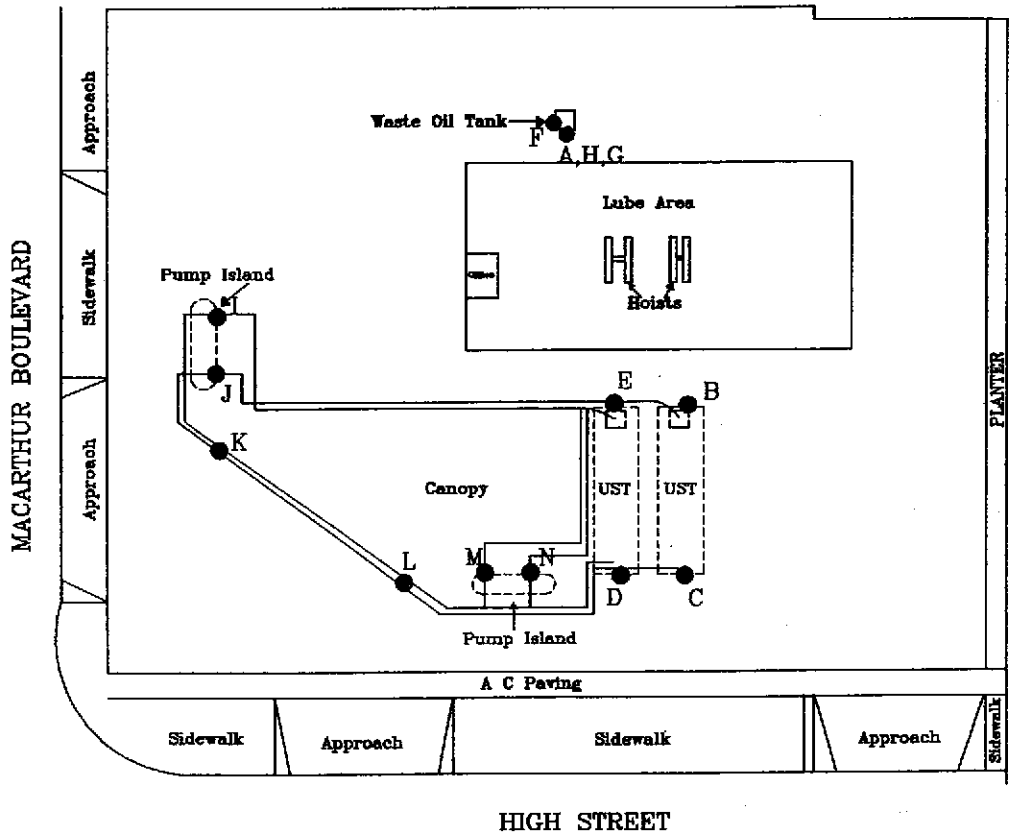 Approach
Waste Oil Tank
F
A,H,G
Lube Area
Sidewalk
Pump Island
I
Hoists
MACARTHUR BOULEVARD
J
E
B
PLANTER
K
Approach
Canopy
UST
UST
L
M
N
D
C
Pump Island
A C Paving
Sidewalk
Approach
Sidewalk
Approach
Sidewalk
HIGH STREET